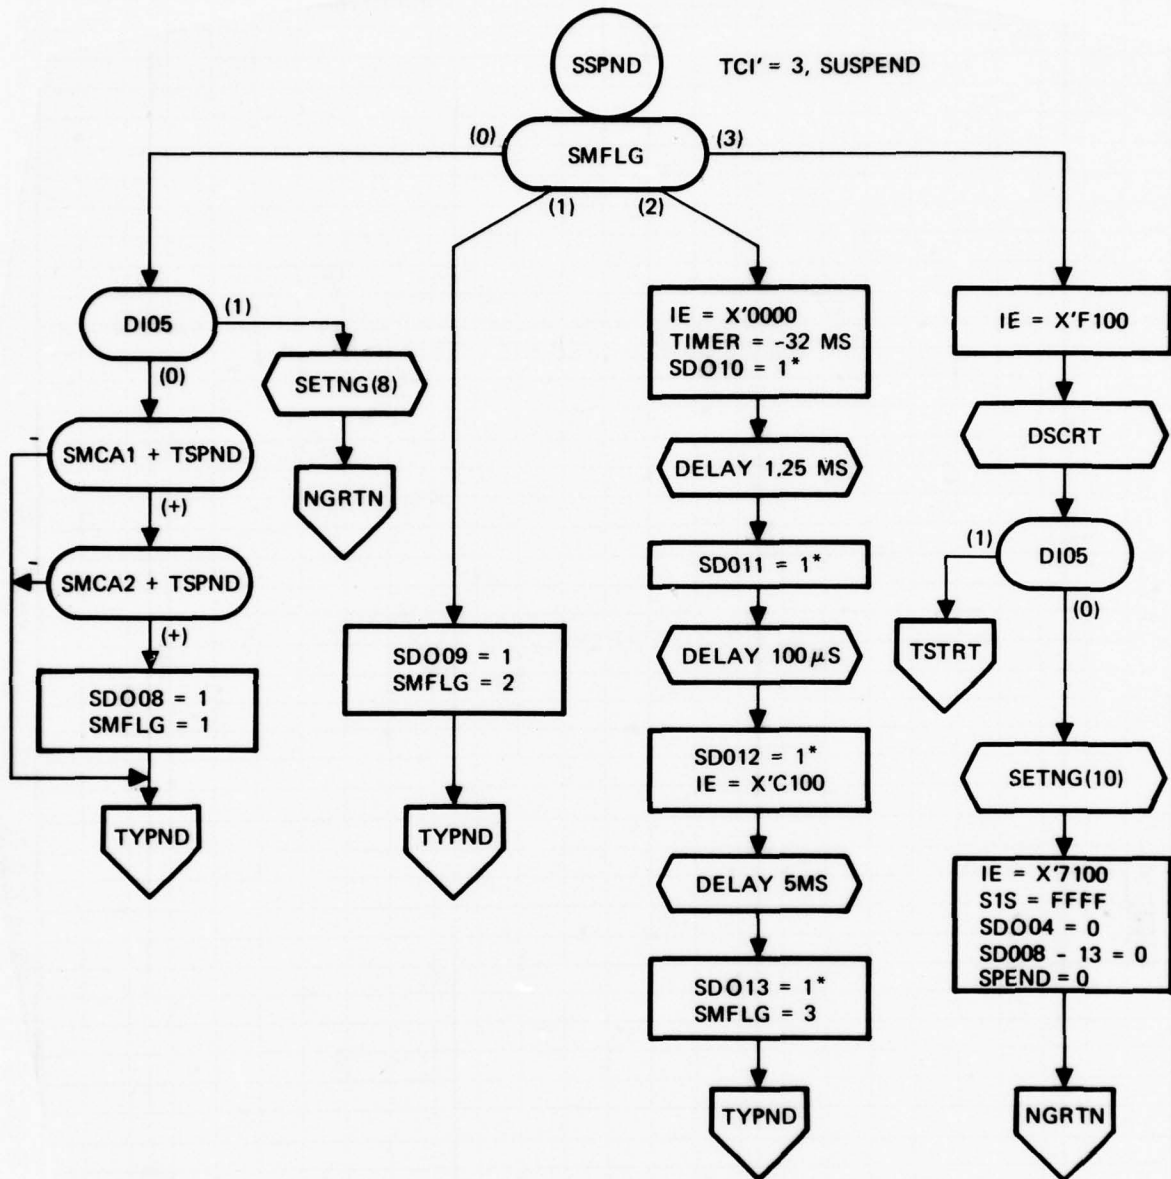 SSPND
TCI' = 3, SUSPEND
SMFLG
(0)
(3)
(1)
(2)
DI05
(1)
(0)
SETNG(8)
NGRTN
SMCA1 + TSPND
-
(+)
SMCA2 + TSPND
-
(+)
SDO08 = 1
SMFLG = 1
TYPND
SDO09 = 1
SMFLG = 2
TYPND
IE = X'0000
TIMER = -32 MS
SDO10 = 1*
DELAY 1.25 MS
SD011 = 1*
DELAY 100 μS
SD012 = 1*
IE = X'C100
DELAY 5MS
SDO13 = 1*
SMFLG = 3
TYPND
IE = X'F100
DSCRT
DI05
(1)
(0)
TSTRT
SETNG(10)
IE = X'7100
S1S = FFFF
SDO04 = 0
SD008 - 13 = 0
SPEND = 0
NGRTN